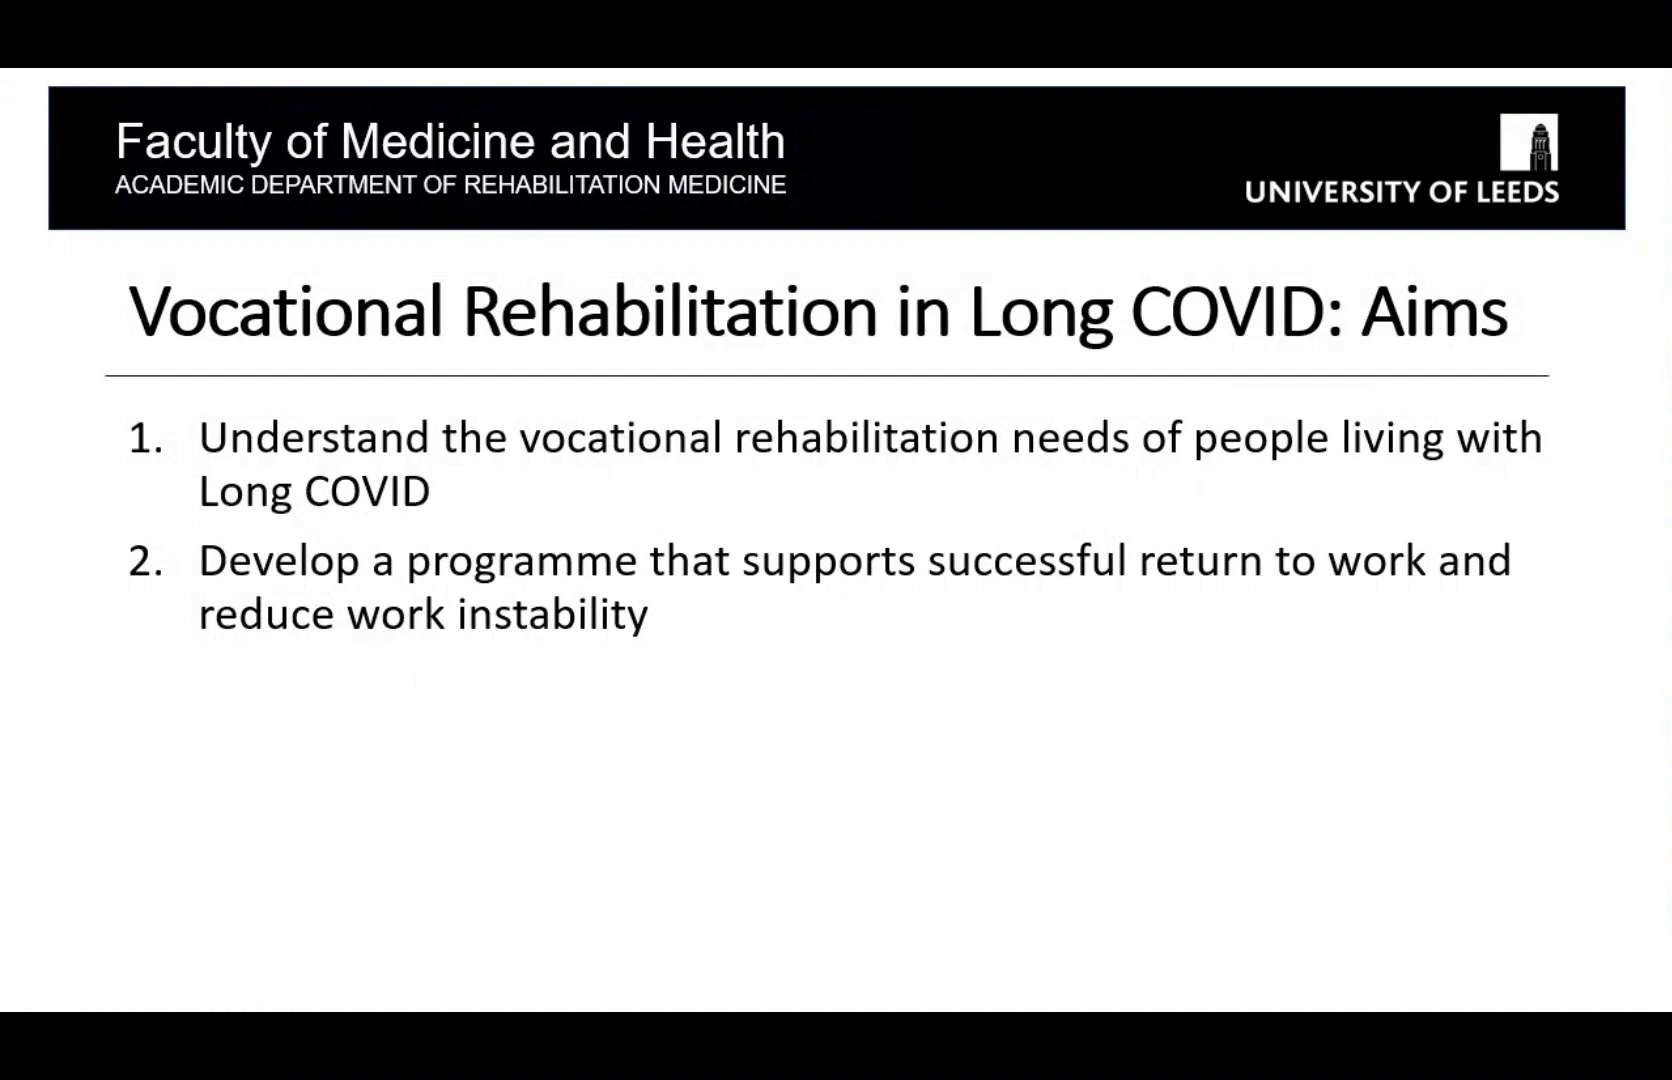 Faculty of Medicine and Health
ACADEMIC DEPARTMENT OF REHABILITATION MEDICINE
UNIVERSITY OF LEEDS
Vocational Rehabilitation in Long COVID: Aims
1. Understand the vocational rehabilitation needs of people living with
Long COVID
2. Develop a programme that supports successful return to work and
reduce work instability